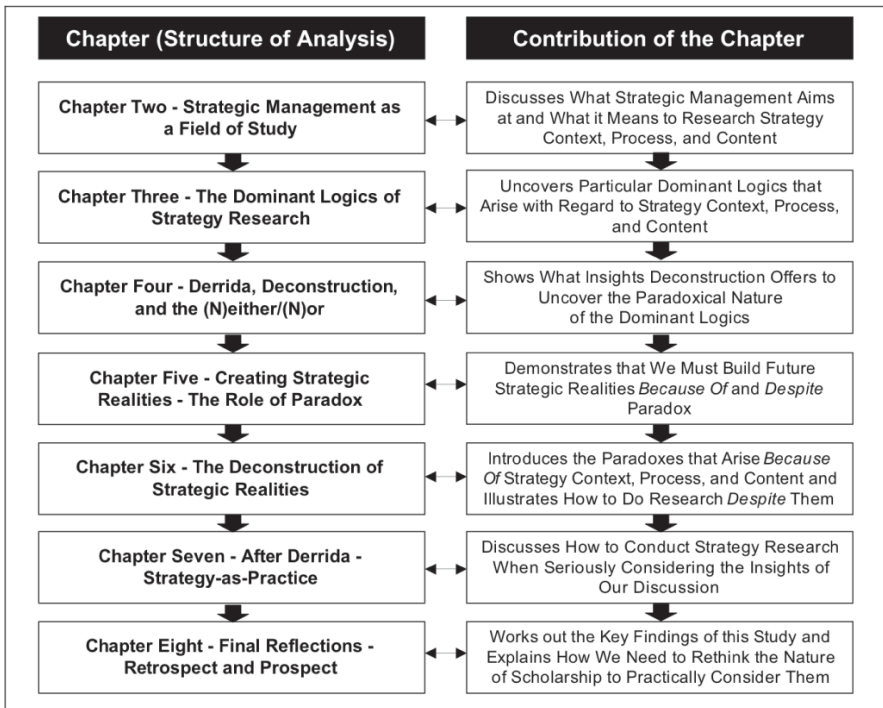 Chapter (Structure of Analysis)
Contribution of the Chapter
Chapter Two - Strategic Management as
a Field of Study
Discusses What Strategic Management Aims
at and What it Means to Research Strategy
Context, Process, and Content
Chapter Three - The Dominant Logics of
Strategy Research
Uncovers Particular Dominant Logics that
Arise with Regard to Strategy Context, Process,
and Content
Chapter Four - Derrida, Deconstruction,
and the (N)either/(N)or
Shows What Insights Deconstruction Offers to
Uncover the Paradoxical Nature
of the Dominant Logics
Chapter Five - Creating Strategic
Realities - The Role of Paradox
Demonstrates that We Must Build Future
Strategic Realities Because Of and Despite
Paradox
Chapter Six - The Deconstruction of
Strategic Realities
Introduces the Paradoxes that Arise Because
Of Strategy Context, Process, and Content and
Illustrates How to Do Research Despite Them
Chapter Seven - After Derrida -
Strategy-as-Practice
Discusses How to Conduct Strategy Research
When Seriously Considering the Insights of
Our Discussion
Chapter Eight - Final Reflections -
Retrospect and Prospect
Works out the Key Findings of this Study and
Explains How We Need to Rethink the Nature
of Scholarship to Practically Consider Them